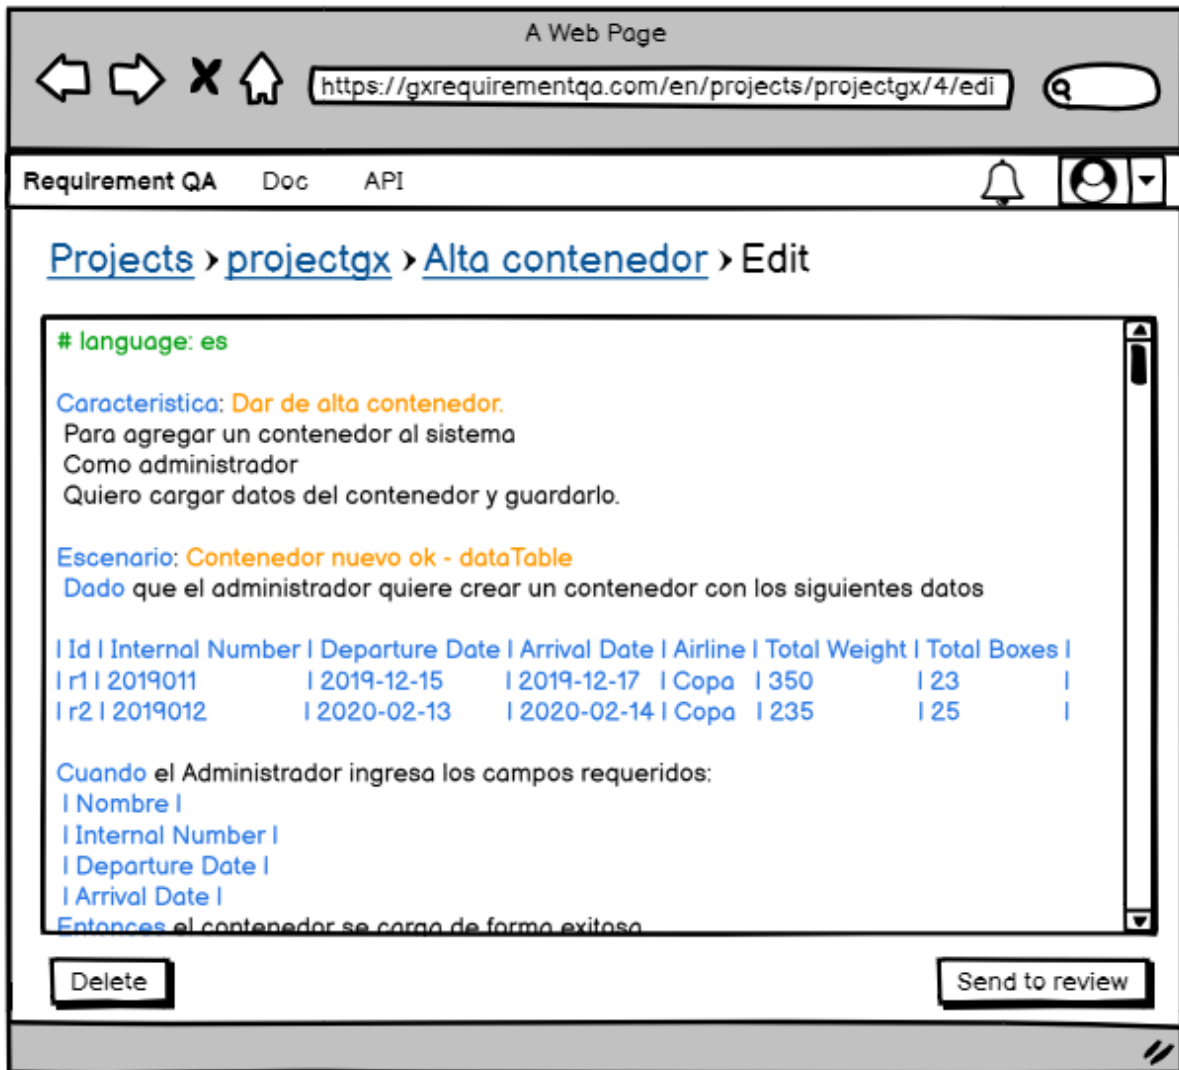 A Web Page
https://gxrequirementqa.com/en/projects/projectgx/4/edi
Requirement QA Doc API
Projects › projectgx › Alta contenedor › Edit
# language: es
Caracteristica: Dar de alta contenedor.
Para agregar un contenedor al sistema
Como administrador
Quiero cargar datos del contenedor y guardarlo.
Escenario: Contenedor nuevo ok - dataTable
Dado que el administrador quiere crear un contenedor con los siguientes datos
| Id | Internal Number | Departure Date | Arrival Date | Airline | Total Weight | Total Boxes |
| r1 | 2019011 | 2019-12-15 | 2019-12-17 | Copa | 350 | 23 |
| r2 | 2019012 | 2020-02-13 | 2020-02-14 | Copa | 235 | 25 |
Cuando el Administrador ingresa los campos requeridos:
| Nombre |
| Internal Number |
| Departure Date |
| Arrival Date |
Entonces el contenedor se carga de forma exitosa
Delete Send to review